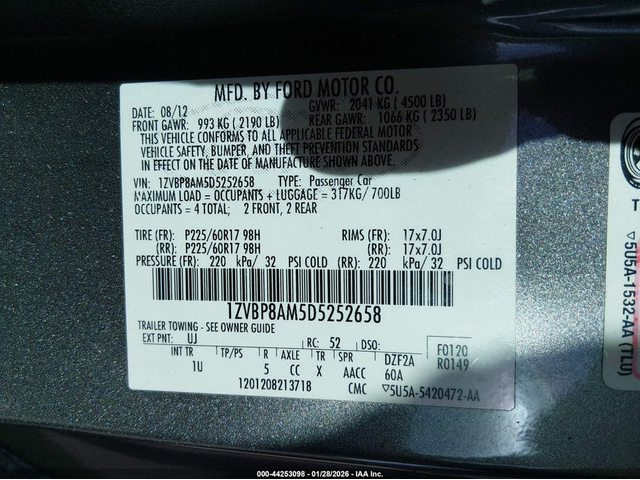 MFD. BY FORD MOTOR CO.
DATE: 08/12 GVWR: 2041 KG ( 4500 LB)
FRONT GAWR: 993 KG ( 2190 LB) REAR GAWR: 1066 KG ( 2350 LB)
THIS VEHICLE CONFORMS TO ALL APPLICABLE FEDERAL MOTOR
VEHICLE SAFETY, BUMPER, AND THEFT PREVENTION STANDARDS
IN EFFECT ON THE DATE OF MANUFACTURE SHOWN ABOVE.
VIN: 1ZVBP8AM5D5252658 TYPE: Passenger Car
MAXIMUM LOAD = OCCUPANTS + LUGGAGE = 317KG/ 700LB
OCCUPANTS = 4 TOTAL; 2 FRONT, 2 REAR
TIRE (FR): P225/60R17 98H RIMS (FR): 17x7.0J
(RR): P225/60R17 98H (RR): 17x7.0J
PRESSURE (FR): 220 kPa/ 32 PSI COLD (RR): 220 kPa/ 32 PSI COLD
1ZVBP8AM5D5252658
TRAILER TOWING - SEE OWNER GUIDE
EXT PNT: UJ RC: 52 DSO: F0120
INT TR TP/PS R AXLE TR SPR DZF2A R0149
1U 5 CC X AACC 60A
1201208213718 CMC ▽5U5A-5420472-AA
▽5U5A-1532-AA (TLU)
000-44253098 | 01/28/2026 | IAA Inc.